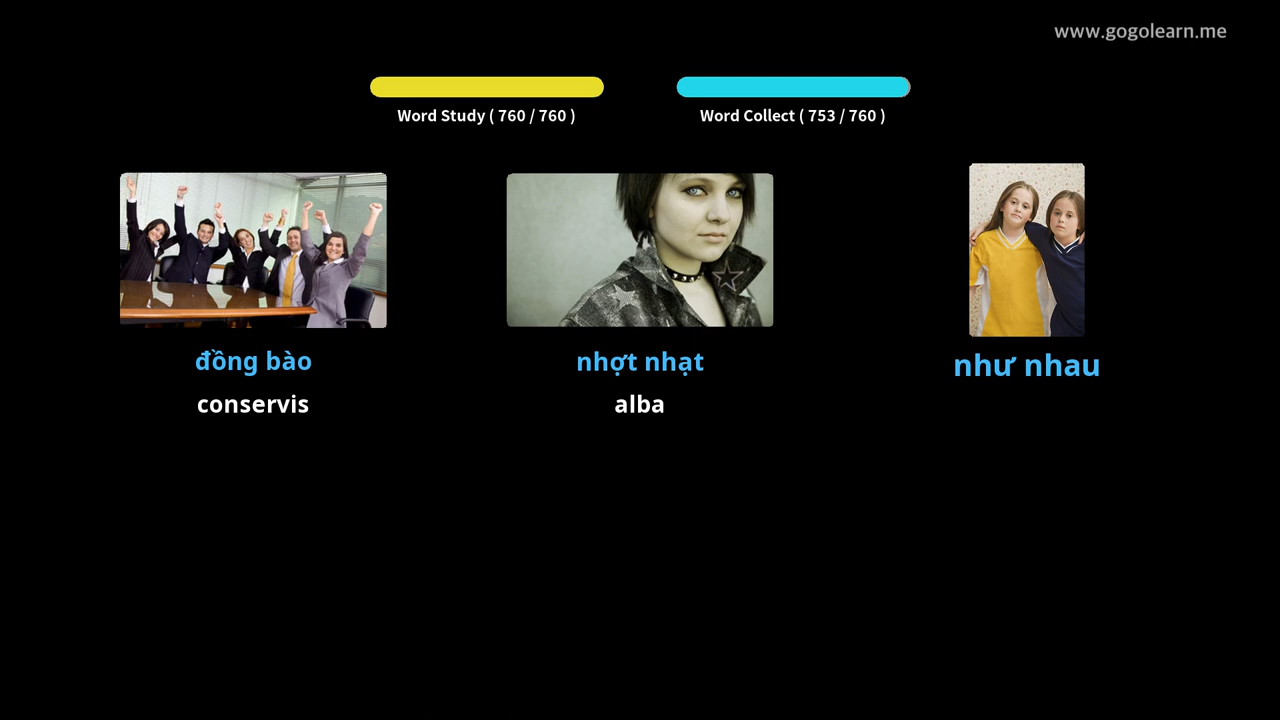 www.gogolearn.me
Word Study ( 760 / 760 )
Word Collect ( 753 / 760 )
đồng bào
nhợt nhạt
như nhau
conservis
alba